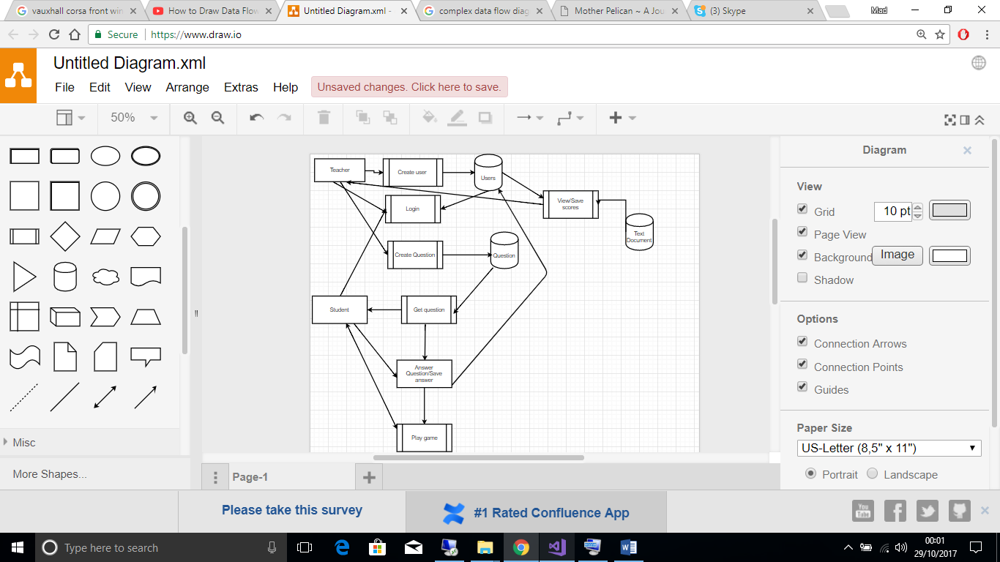 vauxhall corsa front win
How to Draw Data Flow
Untitled Diagram.xml -
complex data flow diag
Mother Pelican ~ A Jou
(3) Skype
Mad
Secure
https://www.draw.io
Untitled Diagram.xml
File Edit View Arrange Extras Help
Unsaved changes. Click here to save.
50%
Diagram
View
Grid
10 pt
Page View
Background
Image
Shadow
Options
Connection Arrows
Connection Points
Guides
Paper Size
US-Letter (8,5" x 11")
Portrait
Landscape
Teacher
Create user
Users
Login
View/Save
scores
Text
Document
Create Question
Question
Student
Get question
Answer
Question/Save
answer
Play game
Misc
More Shapes...
Page-1
Please take this survey
#1 Rated Confluence App
You
Tube
Type here to search
00:01
29/10/2017